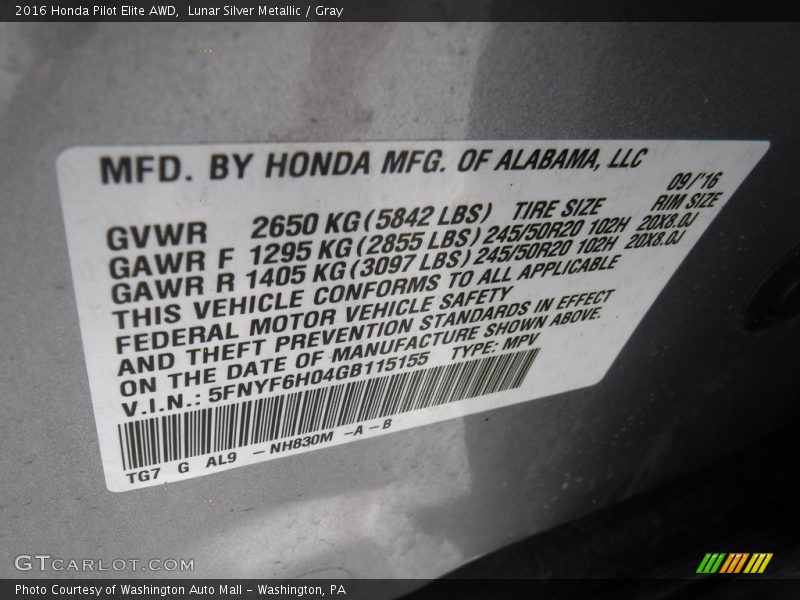 2016 Honda Pilot Elite AWD,  Lunar Silver Metallic / Gray
MFD. BY HONDA MFG. OF ALABAMA, LLC
09/'16
GVWR 2650 KG (5842 LBS) TIRE SIZE RIM SIZE
GAWR F 1295 KG (2855 LBS) 245/50R20 102H 20X8.0J
GAWR R 1405 KG (3097 LBS) 245/50R20 102H 20X8.0J
THIS VEHICLE CONFORMS TO ALL APPLICABLE
FEDERAL MOTOR VEHICLE SAFETY
AND THEFT PREVENTION STANDARDS IN EFFECT
ON THE DATE OF MANUFACTURE SHOWN ABOVE.
V.I.N.: 5FNYF6H04GB115155 TYPE: MPV
TG7 G AL9 - NH830M -A-B
GTCARLOT.COM
Photo Courtesy of Washington Auto Mall - Washington, PA